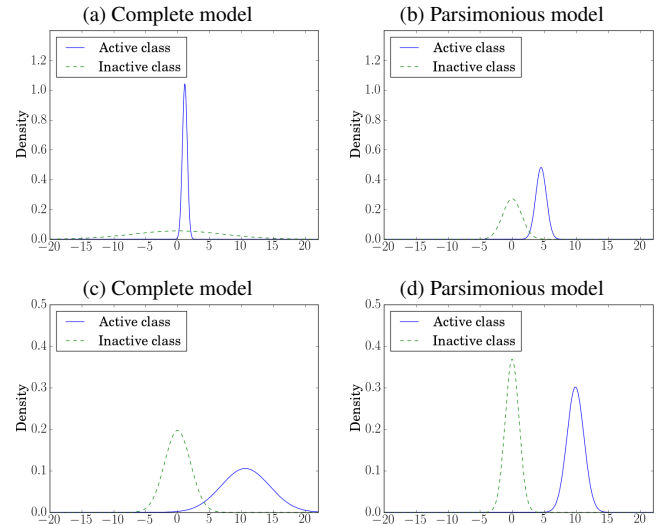 (a) Complete model
(b) Parsimonious model
Active class
Inactive class
Density
1.2
1.0
0.8
0.6
0.4
0.2
0.0
−20 −15 −10 −5 0 5 10 15 20
Active class
Inactive class
Density
1.2
1.0
0.8
0.6
0.4
0.2
0.0
−20 −15 −10 −5 0 5 10 15 20
(c) Complete model
(d) Parsimonious model
Active class
Inactive class
Density
0.5
0.4
0.3
0.2
0.1
0.0
−20 −15 −10 −5 0 5 10 15 20
Active class
Inactive class
Density
0.5
0.4
0.3
0.2
0.1
0.0
−20 −15 −10 −5 0 5 10 15 20